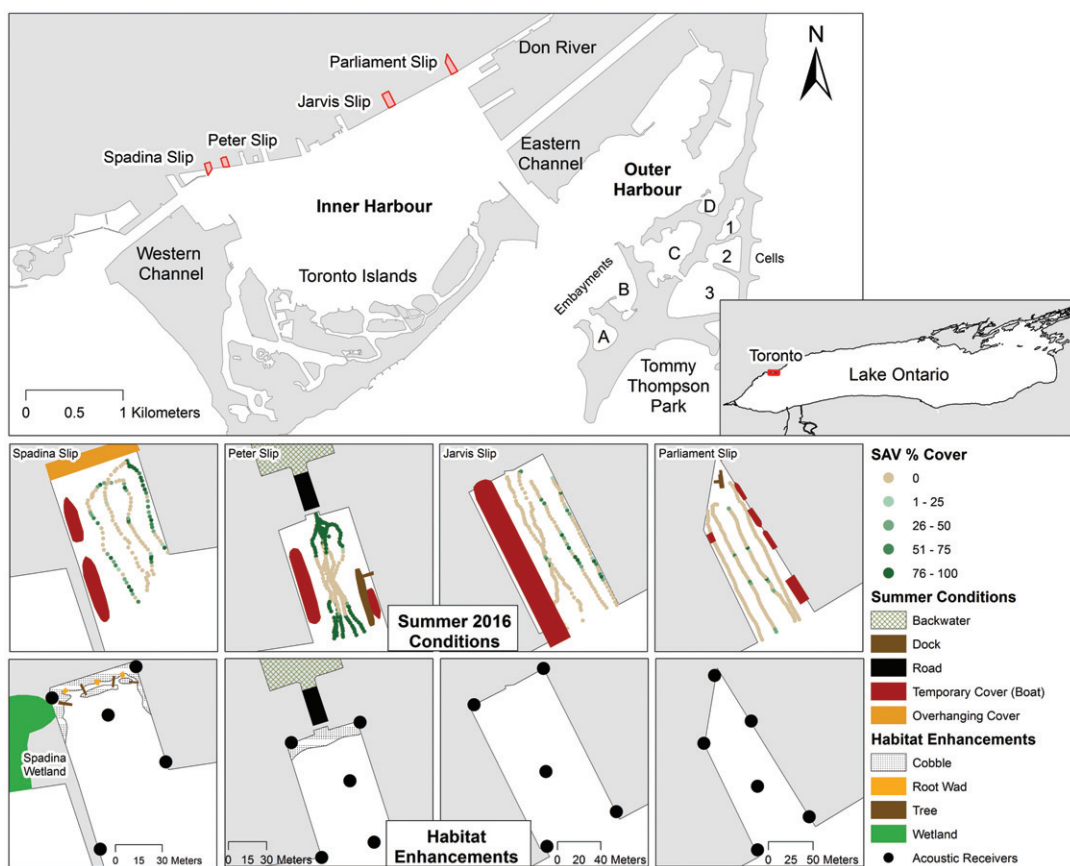 N
Don River
Parliament Slip
Jarvis Slip
Peter Slip
Spadina Slip
Eastern
Channel
Outer
Harbour
Inner Harbour
D
1
C
2
Cells
Western
Channel
Toronto Islands
Embayments
B
3
A
Toronto
Lake Ontario
Tommy
Thompson
Park
0 0.5 1 Kilometers
Spadina Slip
Peter Slip
Jarvis Slip
Parliament Slip
Summer 2016
Conditions
SAV % Cover
0
1 - 25
26 - 50
51 - 75
76 - 100
Summer Conditions
Backwater
Dock
Road
Temporary Cover (Boat)
Overhanging Cover
Habitat Enhancements
Cobble
Root Wad
Tree
Wetland
Acoustic Receivers
Spadina
Wetland
0 15 30 Meters
0 15 30 Meters
Habitat
Enhancements
0 20 40 Meters
0 25 50 Meters